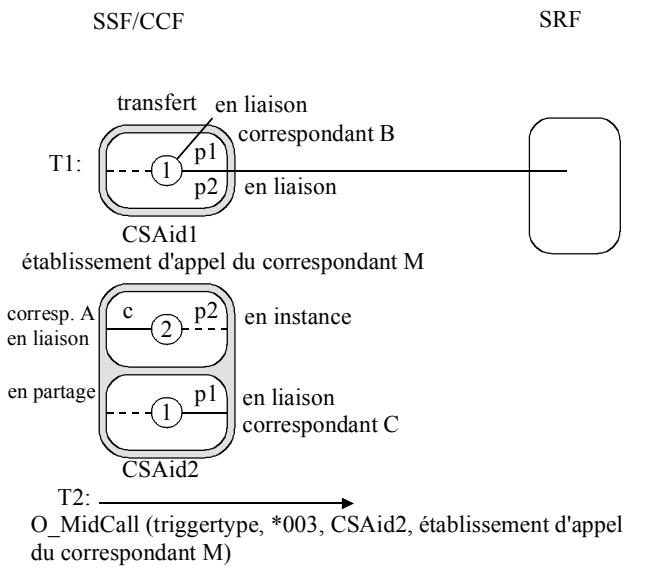 SSF/CCF SRF
transfert en liaison
correspondant B
T1: 1 p1
p2 en liaison
CSAid1
établissement d'appel du correspondant M
corresp. A c 2 p2 en instance
en liaison
en partage 1 p1 en liaison
correspondant C
CSAid2
T2:
O_MidCall (triggertype, *003, CSAid2, établissement d'appel
du correspondant M)